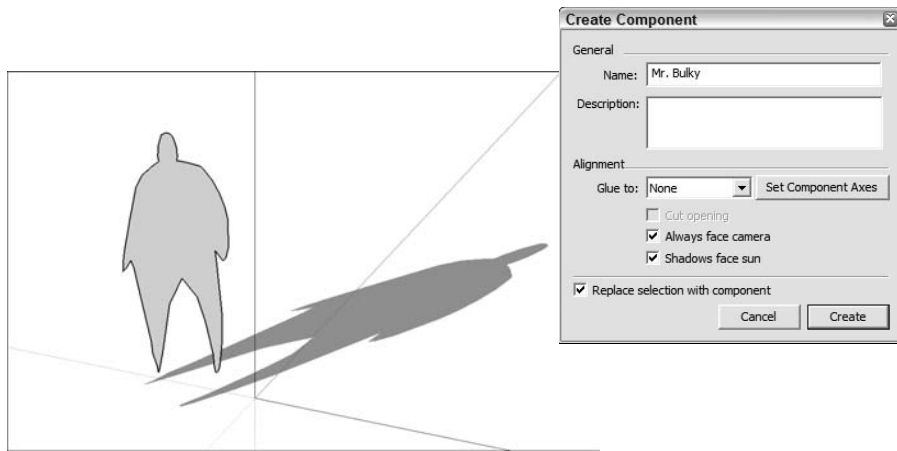 Create Component
General
Name: Mr. Bulky
Description:
Alignment
Glue to: None Set Component Axes
Cut opening
Always face camera
Shadows face sun
Replace selection with component
Cancel Create